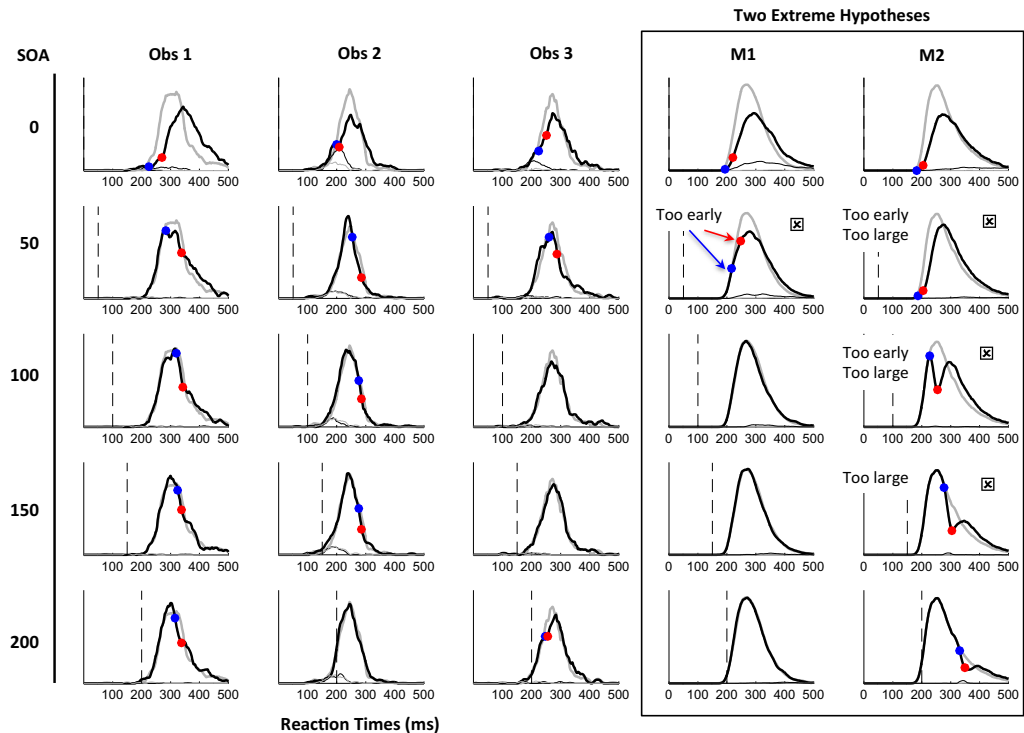 Two Extreme Hypotheses
SOA Obs 1 Obs 2 Obs 3 M1 M2
0
100 200 300 400 500 100 200 300 400 500 100 200 300 400 500 0 100 200 300 400 500 0 100 200 300 400 500
50
Too early
Too early
Too large
100 200 300 400 500 100 200 300 400 500 100 200 300 400 500 0 100 200 300 400 500 0 100 200 300 400 500
100
Too early
Too large
100 200 300 400 500 100 200 300 400 500 100 200 300 400 500 0 100 200 300 400 500 0 100 200 300 400 500
150
Too large
100 200 300 400 500 100 200 300 400 500 100 200 300 400 500 0 100 200 300 400 500 0 100 200 300 400 500
200
100 200 300 400 500 100 200 300 400 500 100 200 300 400 500 0 100 200 300 400 500 0 100 200 300 400 500
Reaction Times (ms)